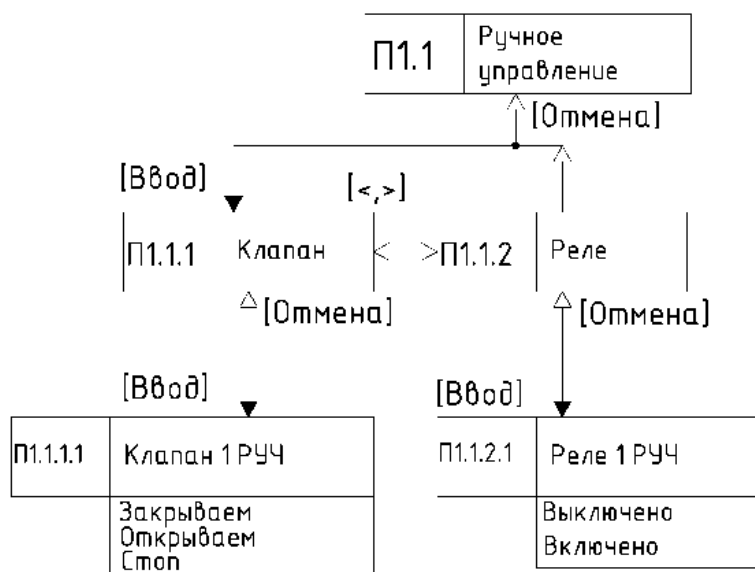 П1.1
Ручное
управление
[Отмена]
[Ввод]
[<,>]
П1.1.1
Клапан
< >
П1.1.2
Реле
[Отмена]
[Отмена]
[Ввод]
[Ввод]
П1.1.1.1
Клапан 1 РУЧ
П1.1.2.1
Реле 1 РУЧ
Закрываем
Открываем
Стоп
Выключено
Включено